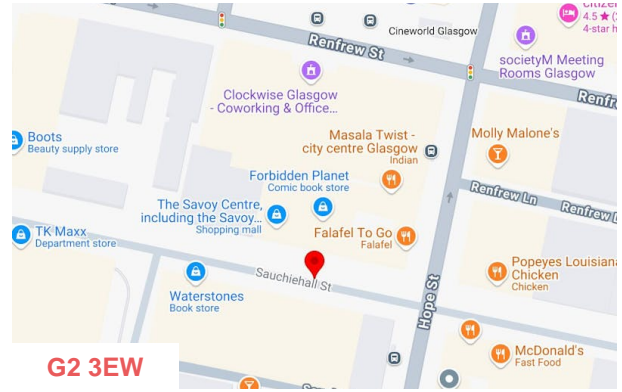 Citize
4.5 ★
4-star h
Cineworld Glasgow
Renfrew St
societyM Meeting
Rooms Glasgow
Renfre
Clockwise Glasgow
- Coworking & Office...
Boots
Beauty supply store
Masala Twist -
city centre Glasgow
Indian
Molly Malone's
Forbidden Planet
Comic book store
Renfrew Ln
Renfrew
The Savoy Centre,
including the Savoy...
Shopping mall
TK Maxx
Department store
Falafel To Go
Falafel
Sauchiehall St
Popeyes Louisiana
Chicken
Chicken
Waterstones
Book store
Hope St
McDonald's
Fast Food
G2 3EW